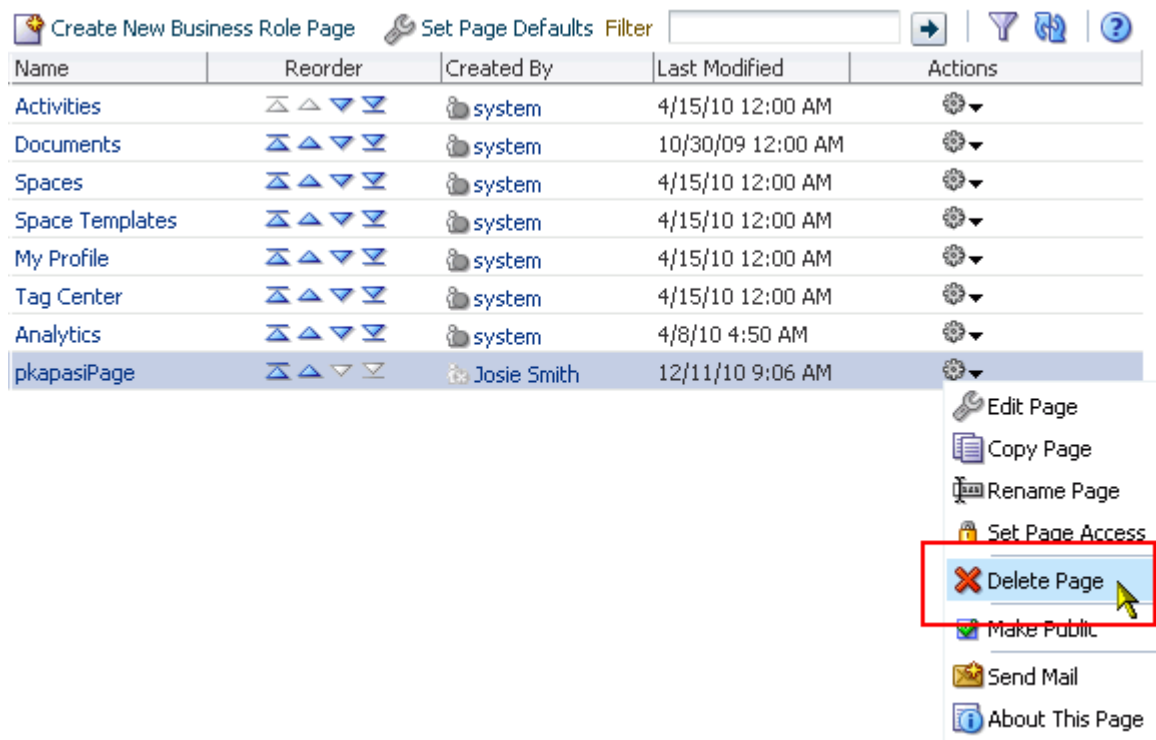 Create New Business Role Page Set Page Defaults Filter
Name Reorder Created By Last Modified Actions
Activities system 4/15/10 12:00 AM
Documents system 10/30/09 12:00 AM
Spaces system 4/15/10 12:00 AM
Space Templates system 4/15/10 12:00 AM
My Profile system 4/15/10 12:00 AM
Tag Center system 4/15/10 12:00 AM
Analytics system 4/8/10 4:50 AM
pkapasiPage Josie Smith 12/11/10 9:06 AM
Edit Page
Copy Page
Rename Page
Set Page Access
Delete Page
Make Public
Send Mail
About This Page